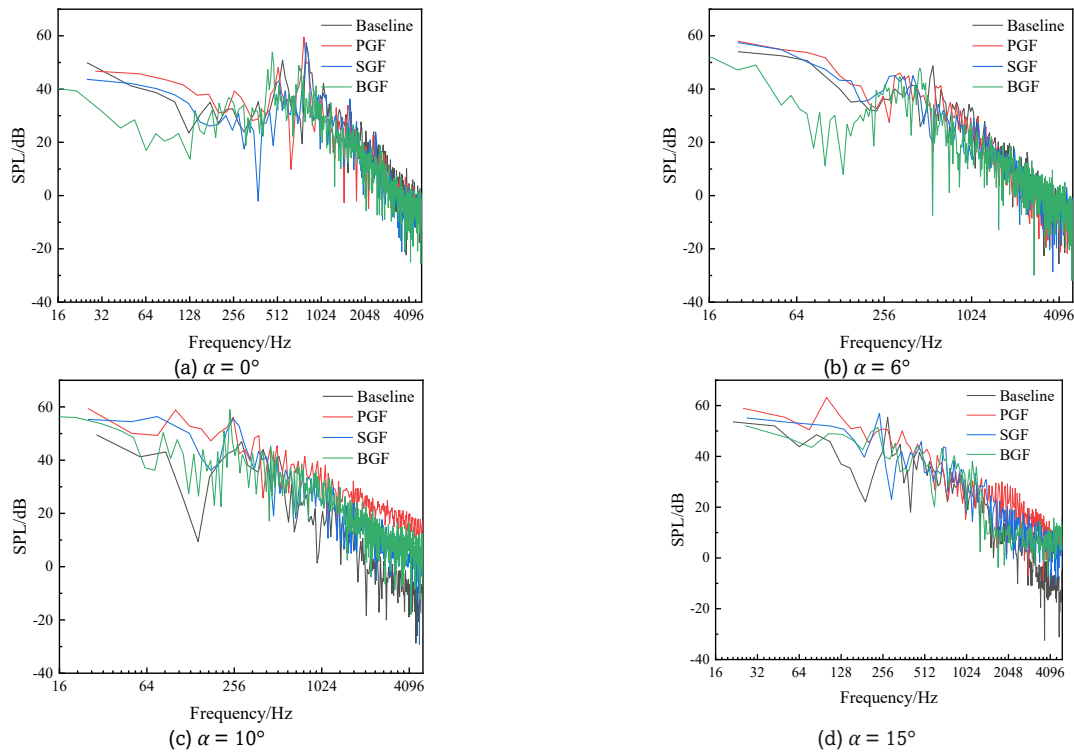 60
40
20
0
-20
-40
SPL/dB
Baseline
PGF
SGF
BGF
16 32 64 128 256 512 1024 2048 4096
Frequency/Hz
(a) α = 0°
60
40
20
0
-20
-40
SPL/dB
Baseline
PGF
SGF
BGF
16 64 256 1024 4096
Frequency/Hz
(b) α = 6°
60
40
20
0
-20
-40
SPL/dB
Baseline
PGF
SGF
BGF
16 64 256 1024 4096
Frequency/Hz
(c) α = 10°
60
40
20
0
-20
-40
SPL/dB
Baseline
PGF
SGF
BGF
16 32 64 128 256 512 1024 2048 4096
Frequency/Hz
(d) α = 15°